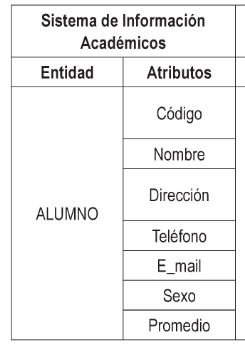 Sistema de Información
Académicos
Entidad Atributos
ALUMNO
Código
Nombre
Dirección
Teléfono
E_mail
Sexo
Promedio